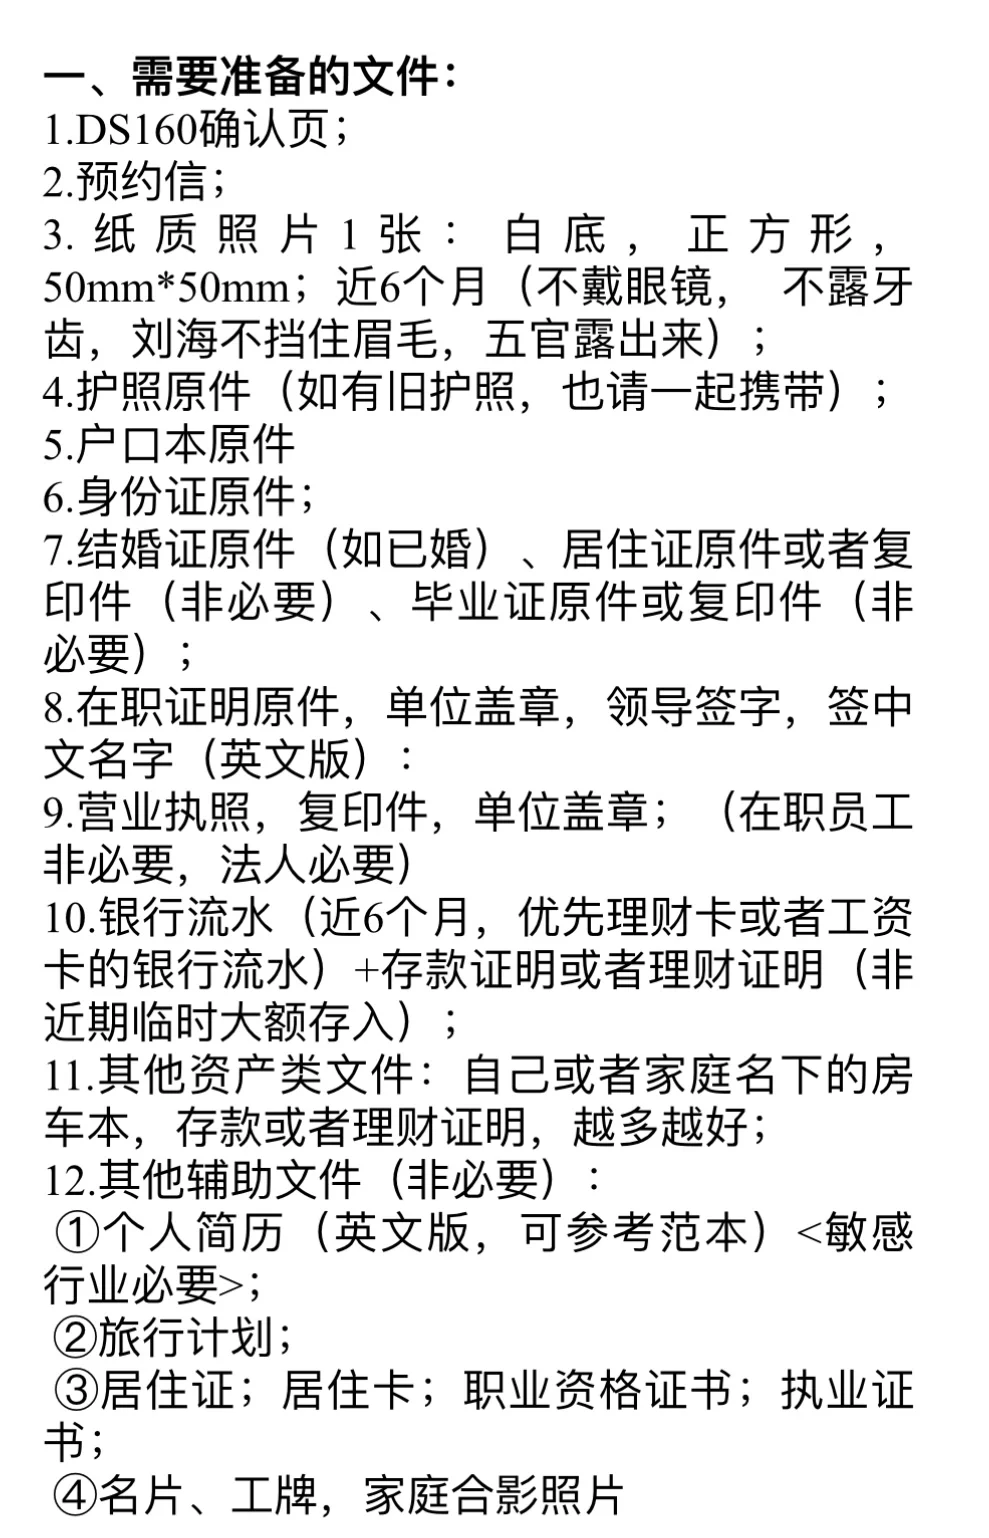 一、需要准备的文件：
1.DS160确认页；
2.预约信；
3.纸质照片1张：白底，正方形，
50mm*50mm；近6个月（不戴眼镜， 不露牙
齿，刘海不挡住眉毛，五官露出来）；
4.护照原件（如有旧护照，也请一起携带）；
5.户口本原件
6.身份证原件；
7.结婚证原件（如已婚）、居住证原件或者复
印件（非必要）、毕业证原件或复印件（非
必要）；
8.在职证明原件，单位盖章，领导签字，签中
文名字（英文版）：
9.营业执照，复印件，单位盖章；（在职员工
非必要，法人必要）
10.银行流水（近6个月，优先理财卡或者工资
卡的银行流水）+存款证明或者理财证明（非
近期临时大额存入）；
11.其他资产类文件：自己或者家庭名下的房
车本，存款或者理财证明，越多越好；
12.其他辅助文件（非必要）：
①个人简历（英文版，可参考范本）<敏感
行业必要>；
②旅行计划；
③居住证；居住卡；职业资格证书；执业证
书；
④名片、工牌，家庭合影照片